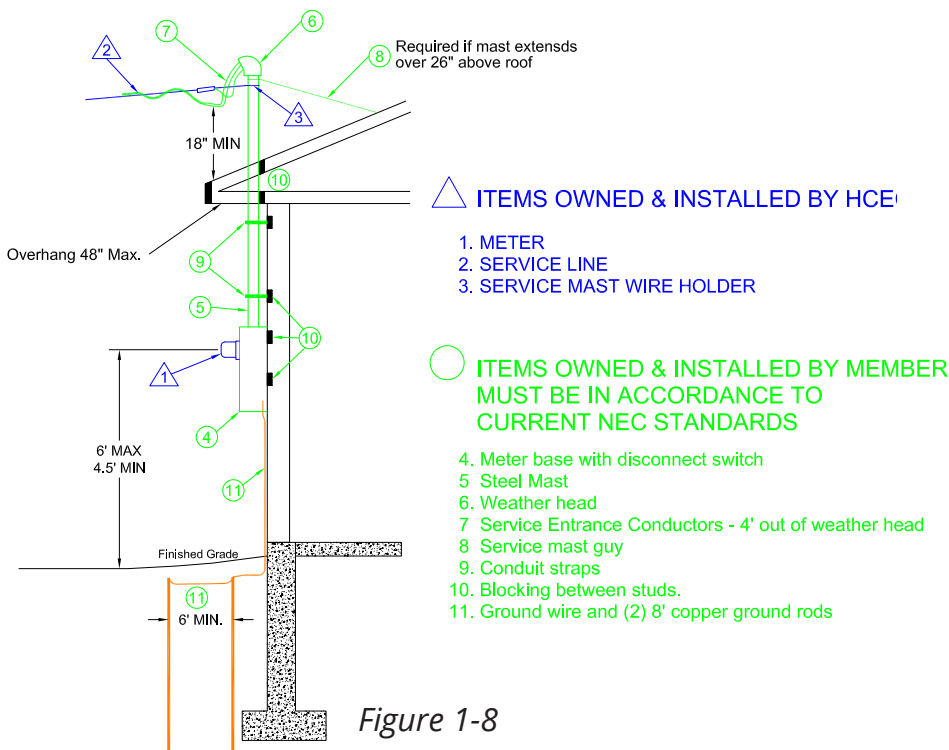 7
6
2
8
Required if mast extensds
over 26" above roof
3
18" MIN
10
Overhang 48" Max.
9
5
10
1
4
6' MAX
4.5' MIN
11
Finished Grade
11
6' MIN.
ITEMS OWNED & INSTALLED BY HCE
1. METER
2. SERVICE LINE
3. SERVICE MAST WIRE HOLDER
ITEMS OWNED & INSTALLED BY MEMBER
MUST BE IN ACCORDANCE TO
CURRENT NEC STANDARDS
4. Meter base with disconnect switch
5 Steel Mast
6. Weather head
7 Service Entrance Conductors - 4' out of weather head
8 Service mast guy
9. Conduit straps
10. Blocking between studs.
11. Ground wire and (2) 8' copper ground rods
Figure 1-8